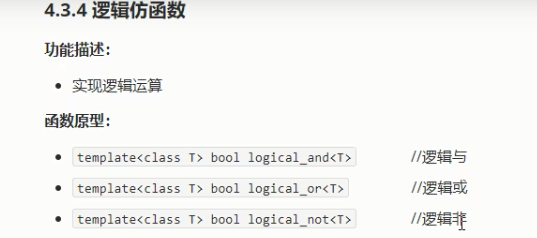 4.3.4 逻辑仿函数
功能描述：
实现逻辑运算
函数原型：
template<class T> bool logical_and<T> //逻辑与
template<class T> bool logical_or<T> //逻辑或
template<class T> bool logical_not<T> //逻辑非